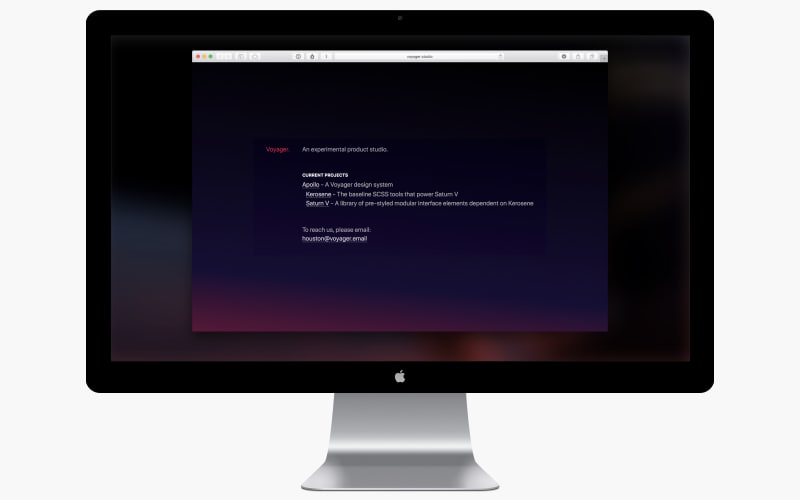 voyager.studio
Voyager. An experimental product studio.
CURRENT PROJECTS
Apollo – A Voyager design system
Kerosene – The baseline SCSS tools that power Saturn V
Saturn V – A library of pre-styled modular interface elements dependent on Kerosene
To reach us, please email:
houston@voyager.email